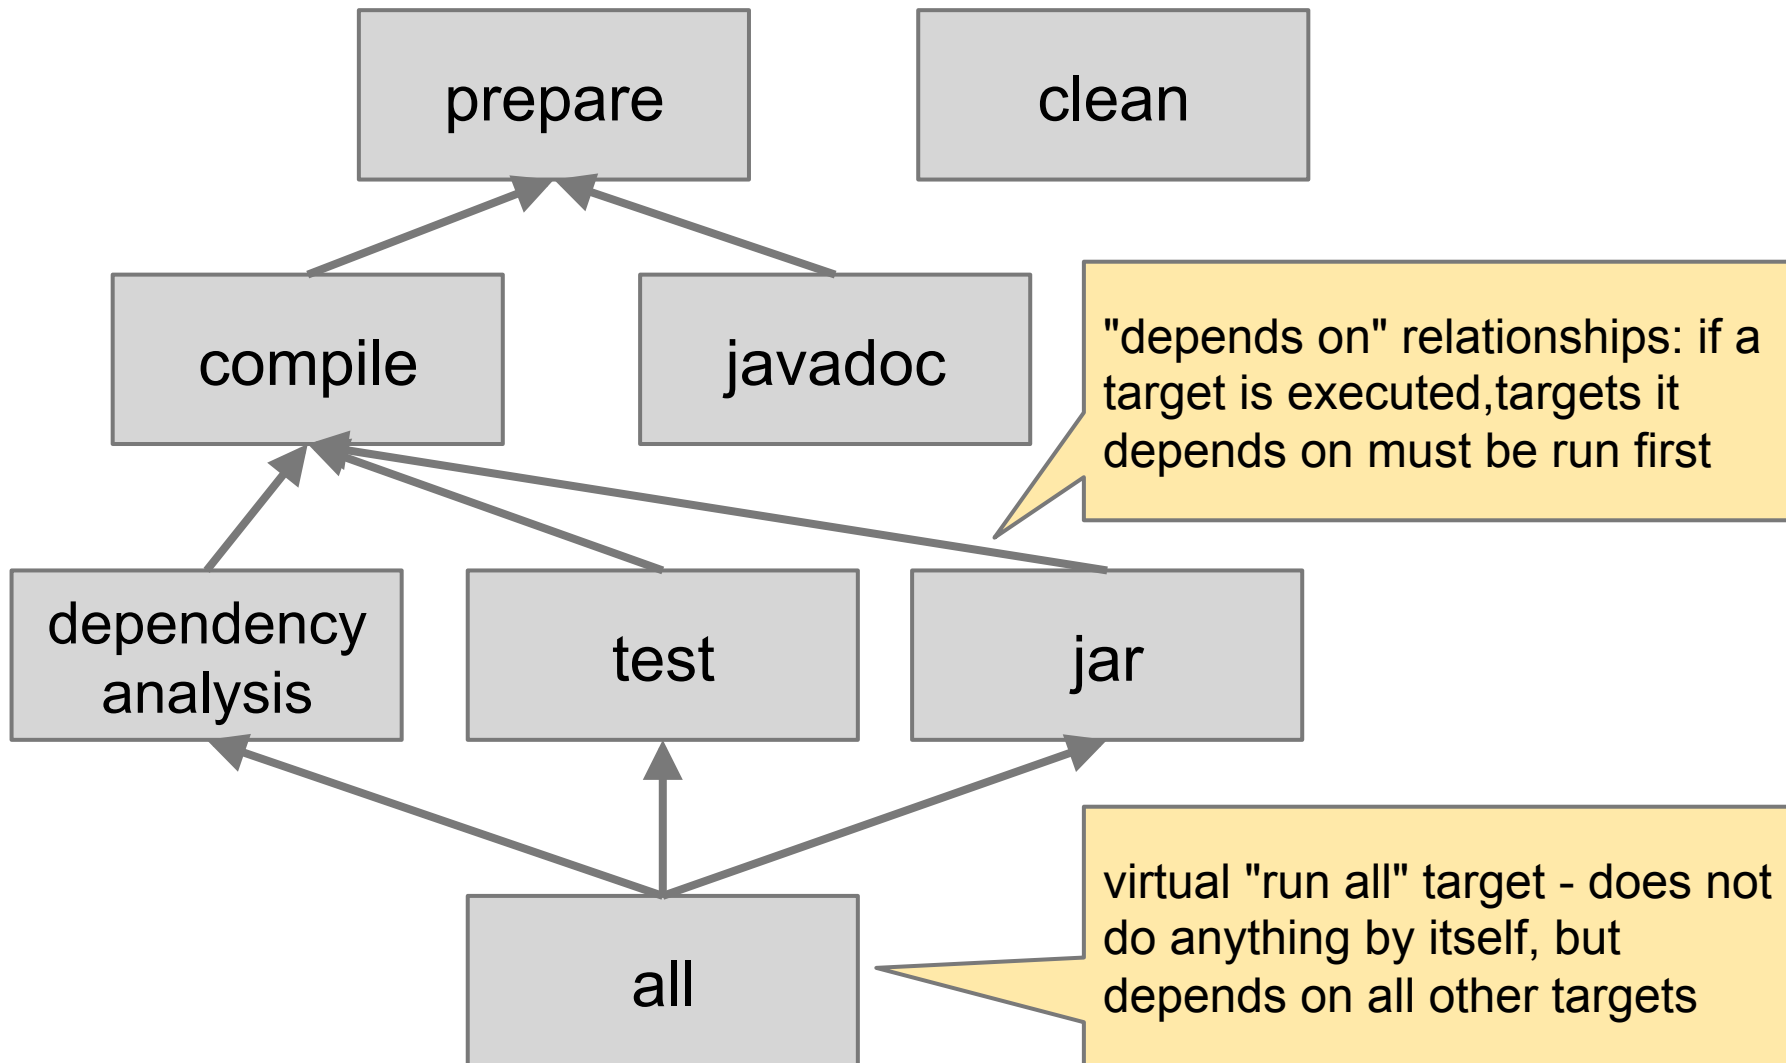 prepare
clean
compile
javadoc
"depends on" relationships: if a
target is executed,targets it
depends on must be run first
dependency
analysis
test
jar
virtual "run all" target - does not
do anything by itself, but
depends on all other targets
all